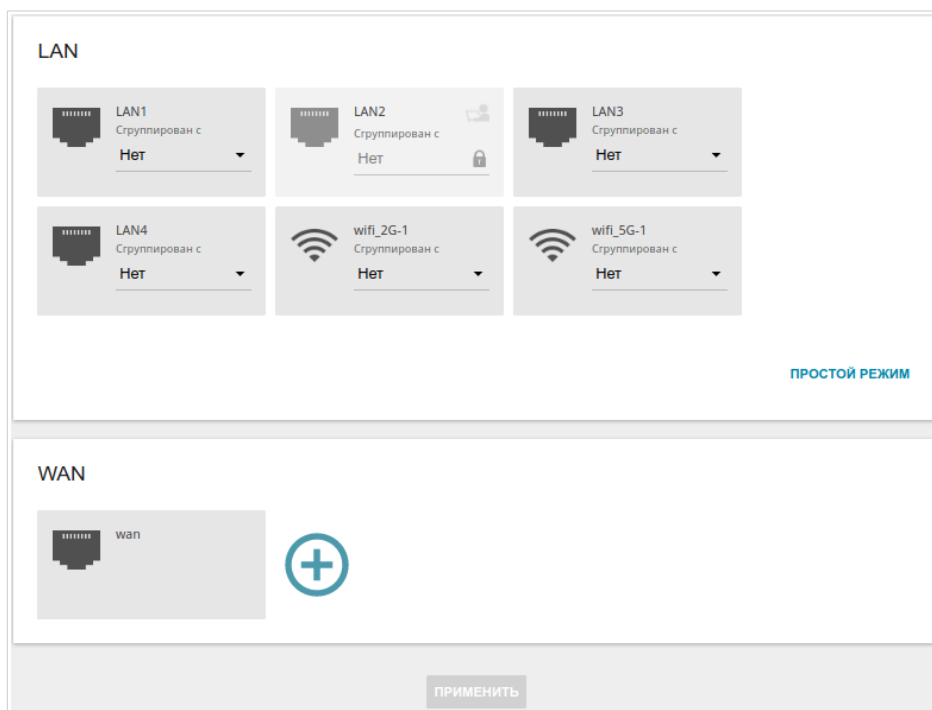 LAN
LAN1
Сгруппирован с
Нет
LAN2
Сгруппирован с
Нет
LAN3
Сгруппирован с
Нет
LAN4
Сгруппирован с
Нет
wifi_2G-1
Сгруппирован с
Нет
wifi_5G-1
Сгруппирован с
Нет
ПРОСТОЙ РЕЖИМ
WAN
wan
ПРИМЕНИТЬ